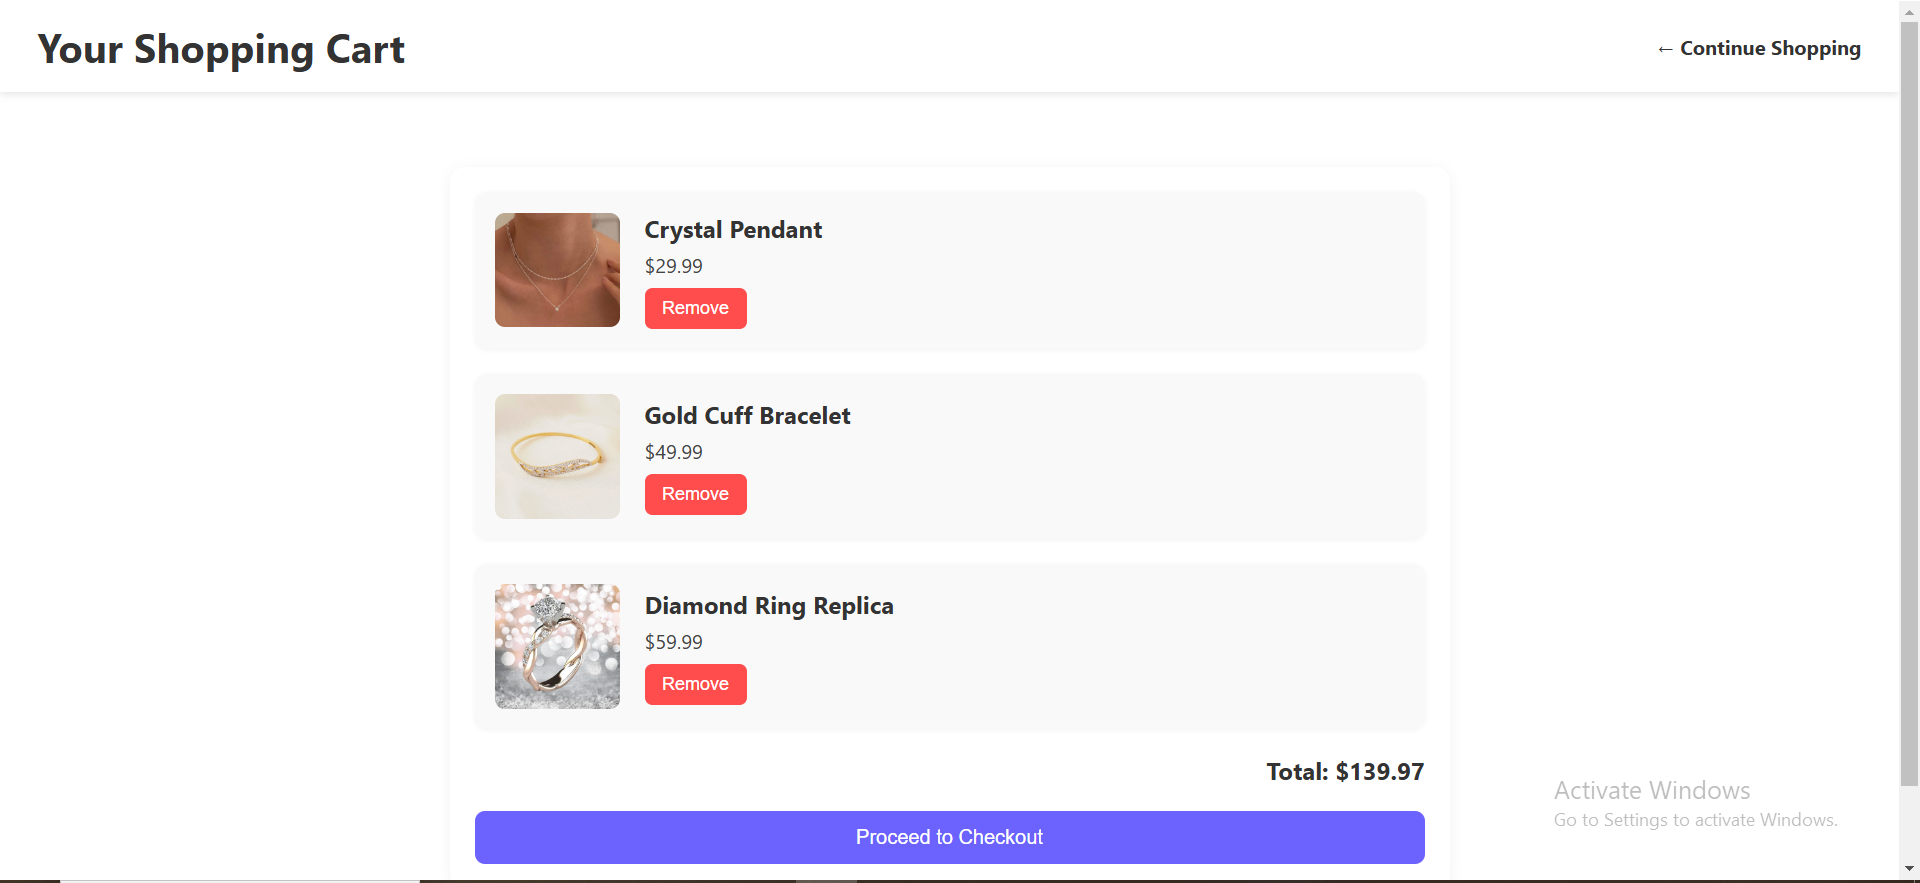 Your Shopping Cart
← Continue Shopping
Crystal Pendant
$29.99
Remove
Gold Cuff Bracelet
$49.99
Remove
Diamond Ring Replica
$59.99
Remove
Total: $139.97
Proceed to Checkout
Activate Windows
Go to Settings to activate Windows.